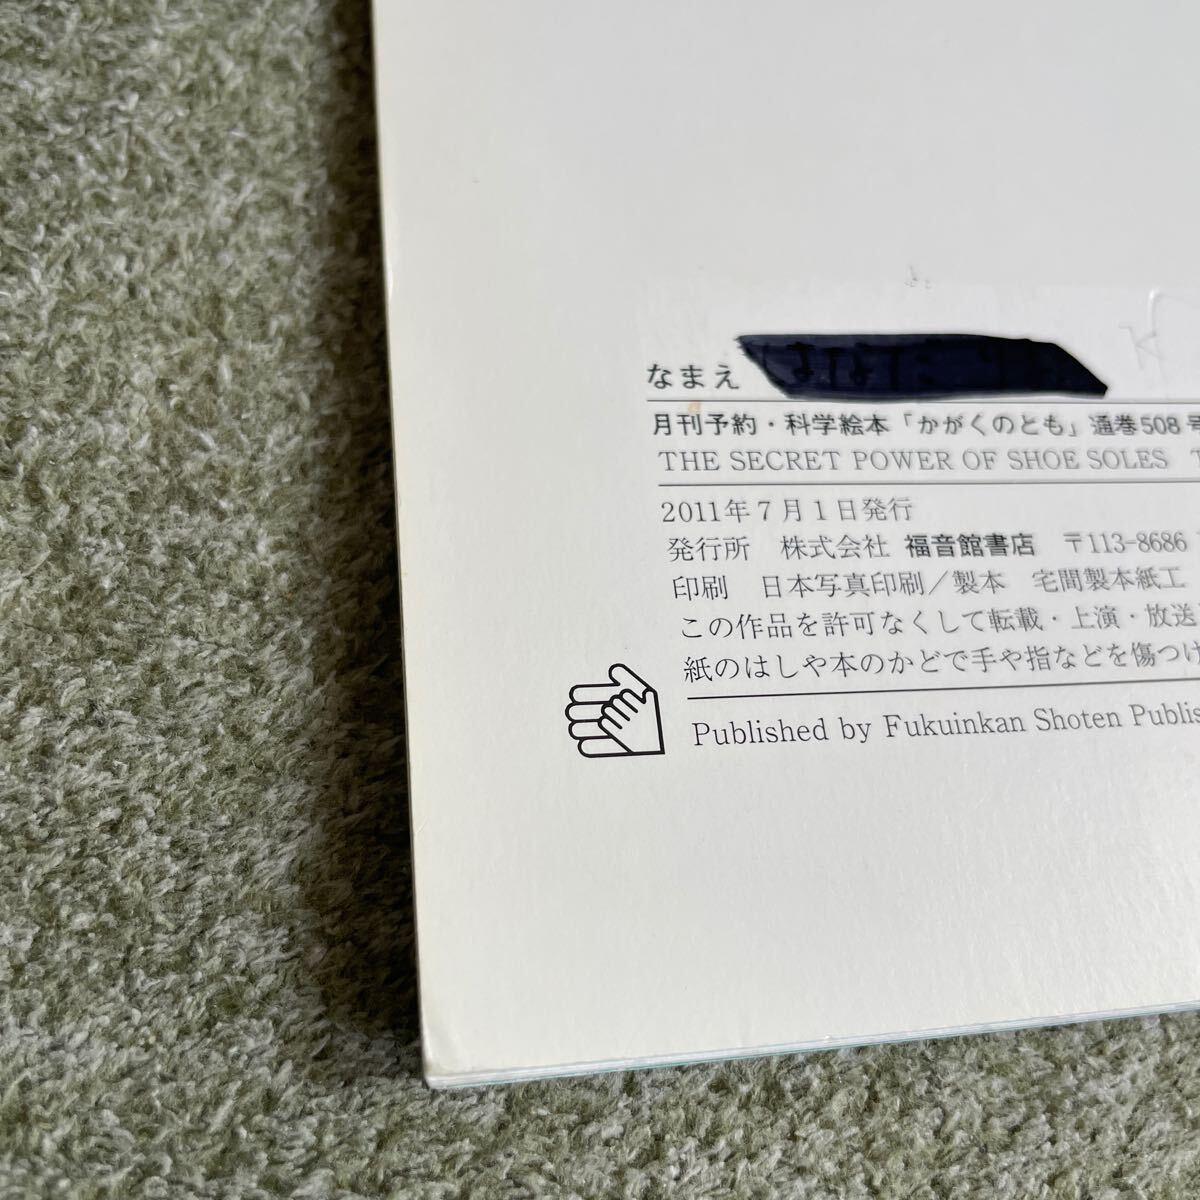 なまえ
月刊予約・科学絵本「かがくのとも」通巻508号
THE SECRET POWER OF SHOE SOLES
2011年7月1日発行
発行所 株式会社 福音館書店 〒113-8686
印刷 日本写真印刷/製本 宅間製本紙工
この作品を許可なくして転載・上演・放送
紙のはしや本のかどで手や指などを傷つけ
Published by Fukuinkan Shoten Publis